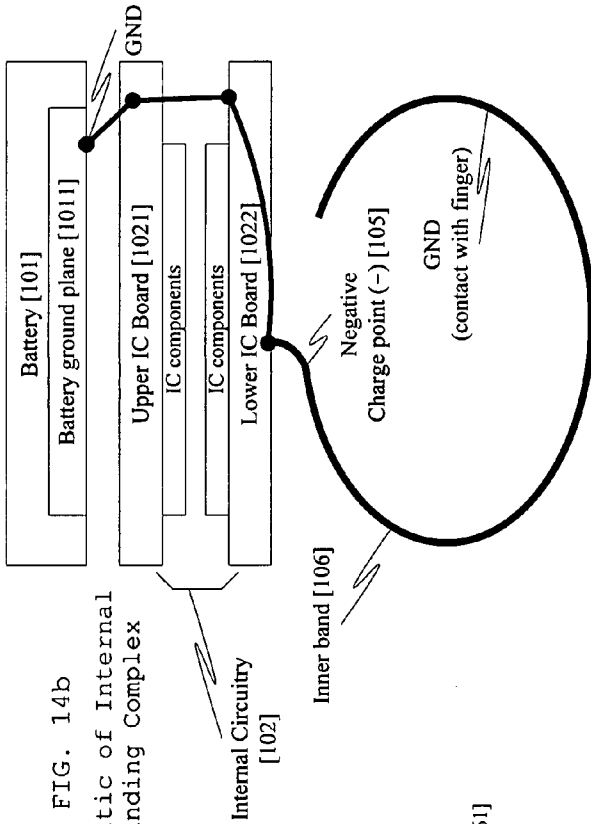 FIG. 14b
tic of Internal
nding Complex
Battery [101]
Battery ground plane [1011]
GND
Upper IC Board [1021]
IC components
IC components
Lower IC Board [1022]
Internal Circuitry
[102]
Negative
Charge point (−) [105]
GND
(contact with finger)
Inner band [106]